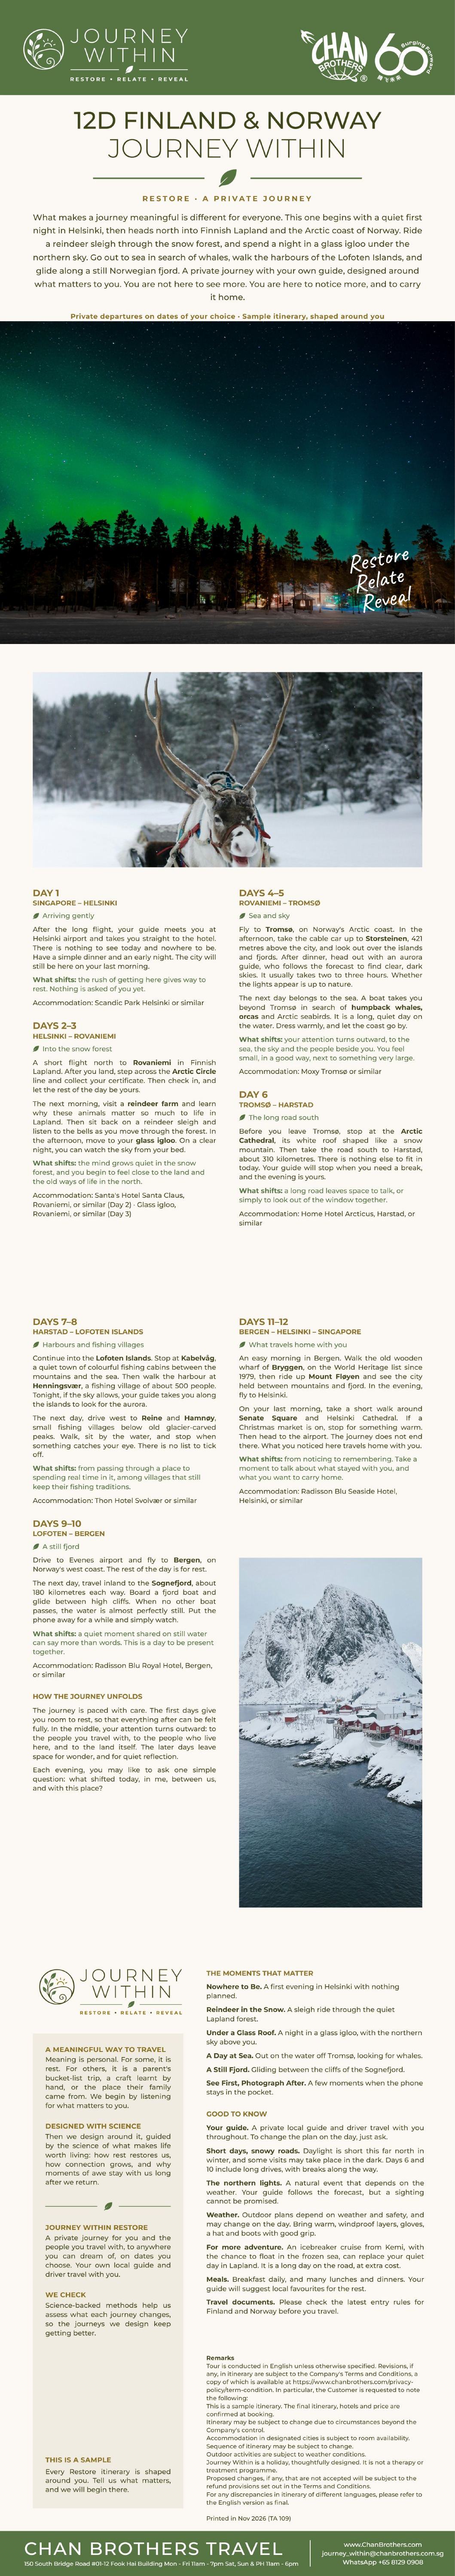 JOURNEY
WITHIN
RESTORE • RELATE • REVEAL
CHAN
BROTHERS
60
Surging Forward
12D FINLAND & NORWAY
JOURNEY WITHIN
RESTORE · A PRIVATE JOURNEY
What makes a journey meaningful is different for everyone. This one begins with a quiet first
night in Helsinki, then heads north into Finnish Lapland and the Arctic coast of Norway. Ride
a reindeer sleigh through the snow forest, and spend a night in a glass igloo under the
northern sky. Go out to sea in search of whales, walk the harbours of the Lofoten Islands, and
glide along a still Norwegian fjord. A private journey with your own guide, designed around
what matters to you. You are not here to see more. You are here to notice more, and to carry
it home.
Private departures on dates of your choice · Sample itinerary, shaped around you
Restore
Relate
Reveal
DAY 1
SINGAPORE – HELSINKI
Arriving gently
After the long flight, your guide meets you at
Helsinki airport and takes you straight to the hotel.
There is nothing to see today and nowhere to be.
Have a simple dinner and an early night. The city will
still be here on your last morning.
What shifts: the rush of getting here gives way to
rest. Nothing is asked of you yet.
Accommodation: Scandic Park Helsinki or similar
DAYS 2–3
HELSINKI – ROVANIEMI
Into the snow forest
A short flight north to Rovaniemi in Finnish
Lapland. After you land, step across the Arctic Circle
line and collect your certificate. Then check in, and
let the rest of the day be yours.
The next morning, visit a reindeer farm and learn
why these animals matter so much to life in
Lapland. Then sit back on a reindeer sleigh and
listen to the bells as you move through the forest. In
the afternoon, move to your glass igloo. On a clear
night, you can watch the sky from your bed.
What shifts: the mind grows quiet in the snow
forest, and you begin to feel close to the land and
the old ways of life in the north.
Accommodation: Santa's Hotel Santa Claus,
Rovaniemi, or similar (Day 2) · Glass igloo,
Rovaniemi, or similar (Day 3)
DAYS 4–5
ROVANIEMI – TROMSØ
Sea and sky
Fly to Tromsø, on Norway's Arctic coast. In the
afternoon, take the cable car up to Storsteinen, 421
metres above the city, and look out over the islands
and fjords. After dinner, head out with an aurora
guide, who follows the forecast to find clear, dark
skies. It usually takes two to three hours. Whether
the lights appear is up to nature.
The next day belongs to the sea. A boat takes you
beyond Tromsø in search of humpback whales,
orcas and Arctic seabirds. It is a long, quiet day on
the water. Dress warmly, and let the coast go by.
What shifts: your attention turns outward, to the
sea, the sky and the people beside you. You feel
small, in a good way, next to something very large.
Accommodation: Moxy Tromsø or similar
DAY 6
TROMSØ – HARSTAD
The long road south
Before you leave Tromsø, stop at the Arctic
Cathedral, its white roof shaped like a snow
mountain. Then take the road south to Harstad,
about 310 kilometres. There is nothing else to fit in
today. Your guide will stop when you need a break,
and the evening is yours.
What shifts: a long road leaves space to talk, or
simply to look out of the window together.
Accommodation: Home Hotel Arcticus, Harstad, or
similar
DAYS 7–8
HARSTAD – LOFOTEN ISLANDS
Harbours and fishing villages
Continue into the Lofoten Islands. Stop at Kabelvåg,
a quiet town of colourful fishing cabins between the
mountains and the sea. Then walk the harbour at
Henningsvær, a fishing village of about 500 people.
Tonight, if the sky allows, your guide takes you along
the islands to look for the aurora.
The next day, drive west to Reine and Hamnøy,
small fishing villages below old glacier-carved
peaks. Walk, sit by the water, and stop when
something catches your eye. There is no list to tick
off.
What shifts: from passing through a place to
spending real time in it, among villages that still
keep their fishing traditions.
Accommodation: Thon Hotel Svolvær or similar
DAYS 9–10
LOFOTEN – BERGEN
A still fjord
Drive to Evenes airport and fly to Bergen, on
Norway's west coast. The rest of the day is for rest.
The next day, travel inland to the Sognefjord, about
180 kilometres each way. Board a fjord boat and
glide between high cliffs. When no other boat
passes, the water is almost perfectly still. Put the
phone away for a while and simply watch.
What shifts: a quiet moment shared on still water
can say more than words. This is a day to be present
together.
Accommodation: Radisson Blu Royal Hotel, Bergen,
or similar
HOW THE JOURNEY UNFOLDS
The journey is paced with care. The first days give
you room to rest, so that everything after can be felt
fully. In the middle, your attention turns outward: to
the people you travel with, to the people who live
here, and to the land itself. The later days leave
space for wonder, and for quiet reflection.
Each evening, you may like to ask one simple
question: what shifted today, in me, between us,
and with this place?
DAYS 11–12
BERGEN – HELSINKI – SINGAPORE
What travels home with you
An easy morning in Bergen. Walk the old wooden
wharf of Bryggen, on the World Heritage list since
1979, then ride up Mount Fløyen and see the city
held between mountains and fjord. In the evening,
fly to Helsinki.
On your last morning, take a short walk around
Senate Square and Helsinki Cathedral. If a
Christmas market is on, stop for something warm.
Then head to the airport. The journey does not end
there. What you noticed here travels home with you.
What shifts: from noticing to remembering. Take a
moment to talk about what stayed with you, and
what you want to carry home.
Accommodation: Radisson Blu Seaside Hotel,
Helsinki, or similar
JOURNEY
WITHIN
RESTORE • RELATE • REVEAL
A MEANINGFUL WAY TO TRAVEL
Meaning is personal. For some, it is
rest. For others, it is a parent's
bucket-list trip, a craft learnt by
hand, or the place their family
came from. We begin by listening
for what matters to you.
DESIGNED WITH SCIENCE
Then we design around it, guided
by the science of what makes life
worth living: how rest restores us,
how connection grows, and why
moments of awe stay with us long
after we return.
JOURNEY WITHIN RESTORE
A private journey for you and the
people you travel with, to anywhere
you can dream of, on dates you
choose. Your own local guide and
driver travel with you.
WE CHECK
Science-backed methods help us
assess what each journey changes,
so the journeys we design keep
getting better.
THIS IS A SAMPLE
Every Restore itinerary is shaped
around you. Tell us what matters,
and we will begin there.
THE MOMENTS THAT MATTER
Nowhere to Be. A first evening in Helsinki with nothing
planned.
Reindeer in the Snow. A sleigh ride through the quiet
Lapland forest.
Under a Glass Roof. A night in a glass igloo, with the northern
sky above you.
A Day at Sea. Out on the water off Tromsø, looking for whales.
A Still Fjord. Gliding between the cliffs of the Sognefjord.
See First, Photograph After. A few moments when the phone
stays in the pocket.
GOOD TO KNOW
Your guide. A private local guide and driver travel with you
throughout. To change the plan on the day, just ask.
Short days, snowy roads. Daylight is short this far north in
winter, and some visits may take place in the dark. Days 6 and
10 include long drives, with breaks along the way.
The northern lights. A natural event that depends on the
weather. Your guide follows the forecast, but a sighting
cannot be promised.
Weather. Outdoor plans depend on weather and safety, and
may change on the day. Bring warm, windproof layers, gloves,
a hat and boots with good grip.
For more adventure. An icebreaker cruise from Kemi, with
the chance to float in the frozen sea, can replace your quiet
day in Lapland. It is a long day on the road, at extra cost.
Meals. Breakfast daily, and many lunches and dinners. Your
guide will suggest local favourites for the rest.
Travel documents. Please check the latest entry rules for
Finland and Norway before you travel.
Remarks
Tour is conducted in English unless otherwise specified. Revisions, if
any, in itinerary are subject to the Company's Terms and Conditions, a
copy of which is available at https://www.chanbrothers.com/privacy-
policy/term-condition. In particular, the Customer is requested to note
the following:
This is a sample itinerary. The final itinerary, hotels and price are
confirmed at booking.
Itinerary may be subject to change due to circumstances beyond the
Company's control.
Accommodation in designated cities is subject to room availability.
Sequence of itinerary may be subject to change.
Outdoor activities are subject to weather conditions.
Journey Within is a holiday, thoughtfully designed. It is not a therapy or
treatment programme.
Proposed changes, if any, that are not accepted will be subject to the
refund provisions set out in the Terms and Conditions.
For any discrepancies in itinerary of different languages, please refer to
the English version as final.
Printed in Nov 2026 (TA 109)
CHAN BROTHERS TRAVEL
150 South Bridge Road #01-12 Fook Hai Building Mon - Fri 11am - 7pm Sat, Sun & PH 11am - 6pm
www.ChanBrothers.com
journey_within@chanbrothers.com.sg
WhatsApp +65 8129 0908